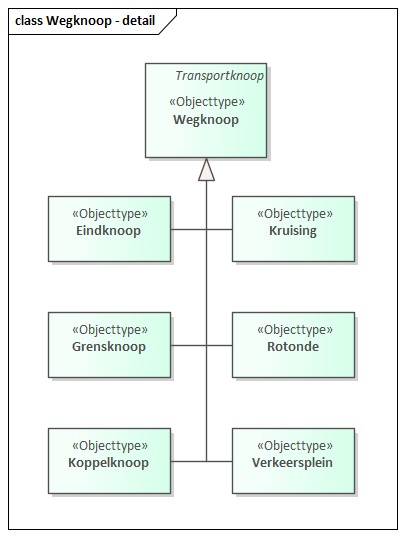 class Wegknoop - detail
Transportknoop
«Objecttype»
Wegknoop
«Objecttype»
Eindknoop
«Objecttype»
Kruising
«Objecttype»
Grensknoop
«Objecttype»
Rotonde
«Objecttype»
Koppelknoop
«Objecttype»
Verkeersplein